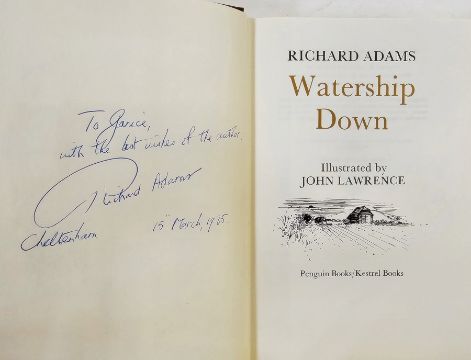 To Janice,
with the best wishes of the author,
Richard Adams
Cheltenham
15 March, 1985
RICHARD ADAMS
Watership
Down
Illustrated by
JOHN LAWRENCE
Penguin Books/Kestrel Books